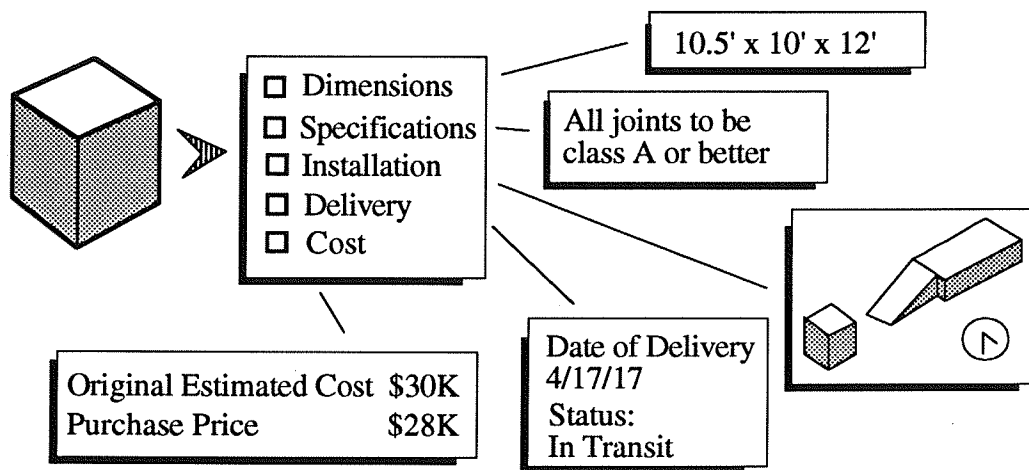 10.5' x 10' x 12'
Dimensions
Specifications
Installation
Delivery
Cost
All joints to be
class A or better
Original Estimated Cost $30K
Purchase Price $28K
Date of Delivery
4/17/17
Status:
In Transit